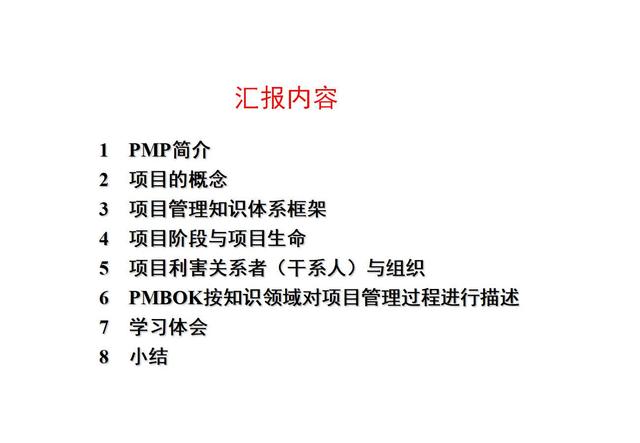 汇报内容
1 PMP简介
2 项目的概念
3 项目管理知识体系框架
4 项目阶段与项目生命
5 项目利害关系者（干系人）与组织
6 PMBOK按知识领域对项目管理过程进行描述
7 学习体会
8 小结